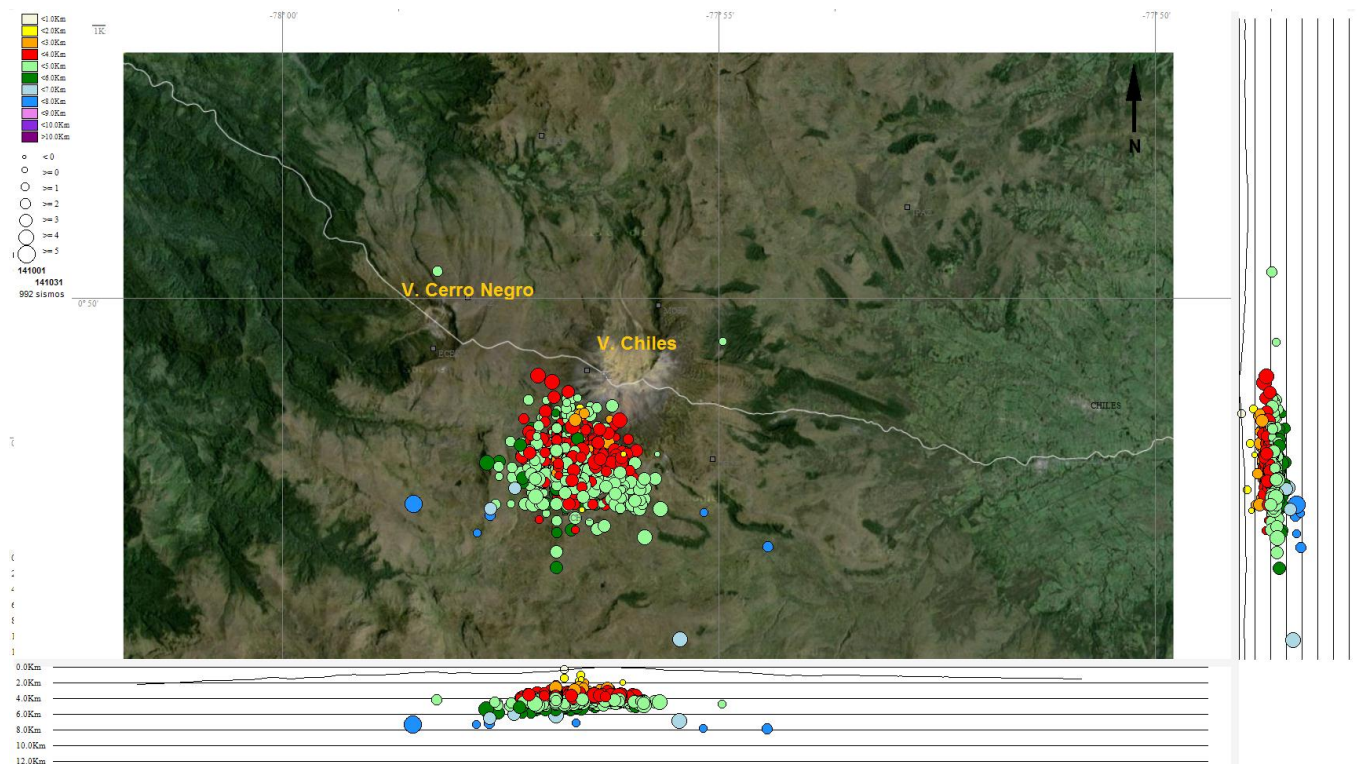 -78° 00'
-77° 55'
-77° 50'
1K
<1.0Km
<2.0Km
<3.0Km
<4.0Km
<5.0Km
<6.0Km
<7.0Km
<8.0Km
<9.0Km
<10.0Km
>10.0Km
< 0
>= 0
>= 1
>= 2
>= 3
>= 4
>= 5
141001
141031
992 sismos
0° 50'
N
V. Cerro Negro
V. Chiles
CHILES
0.0Km
2.0Km
4.0Km
6.0Km
8.0Km
10.0Km
12.0Km